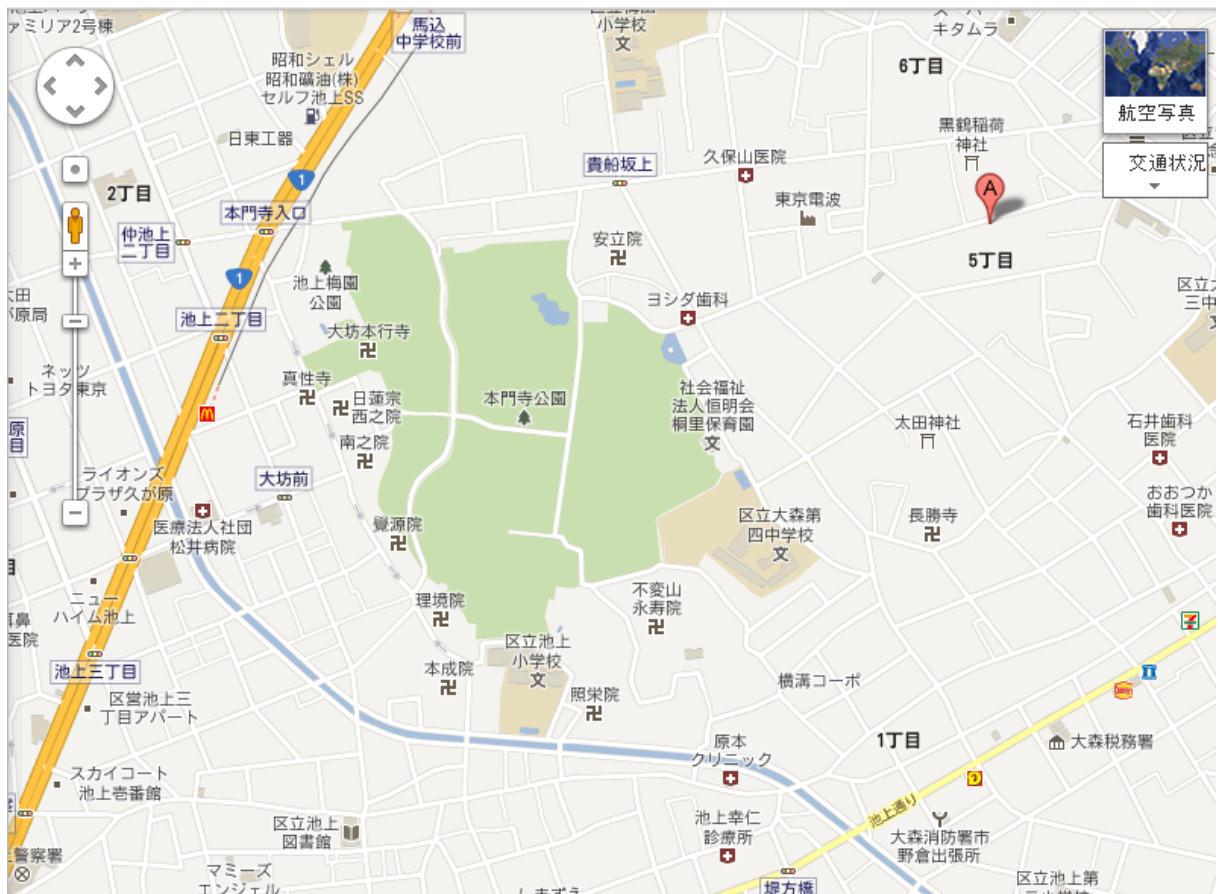 ァミリア2号棟
馬込
中学校前
小学校
キタムラ
昭和シェル
昭和礦油(株)
セルフ池上SS
6丁目
航空写真
日東工器
黒鶴稲荷
神社
貴船坂上
久保山医院
交通状況
2丁目
1
本門寺入口
東京電波
A
仲池上
二丁目
安立院
5丁目
1
池上梅園
公園
ヨシダ歯科
池上二丁目
大坊本行寺
ネッツ
トヨタ東京
真性寺
日蓮宗
西之院
本門寺公園
社会福祉
法人恒明会
桐里保育園
太田神社
石井歯科
医院
南之院
ライオンズ
プラザ久が原
大坊前
おおつか
歯科医院
医療法人社団
松井病院
覺源院
区立大森第
四中学校
長勝寺
ニュー
ハイム池上
理境院
不変山
永寿院
区立池上
小学校
池上三丁目
本成院
横溝コーポ
区営池上三
丁目アパート
照栄院
原本
クリニック
1丁目
大森税務署
スカイコート
池上壱番館
池上通り
区立池上
図書館
池上幸仁
診療所
大森消防署市
野倉出張所
警察署
マミーズ
エンジェル
堤方橋
区立池上第